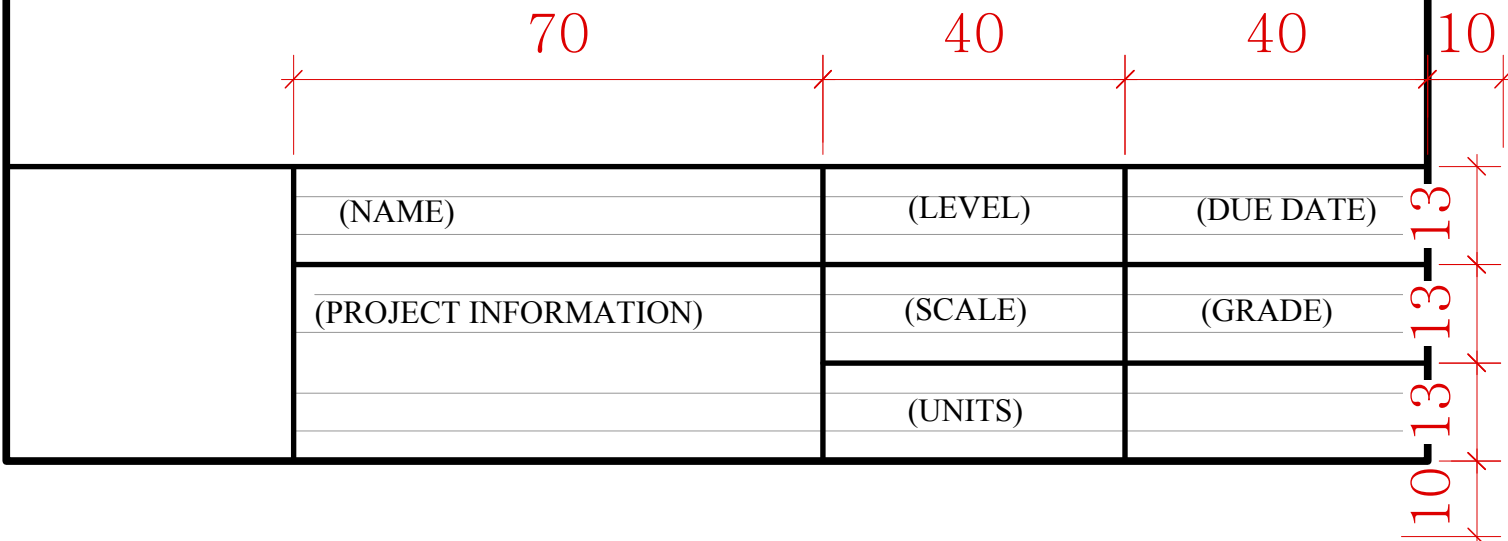 70 40 40 10
(NAME) (LEVEL) (DUE DATE) 13
(PROJECT INFORMATION) (SCALE) (GRADE) 13
(UNITS) 13
10